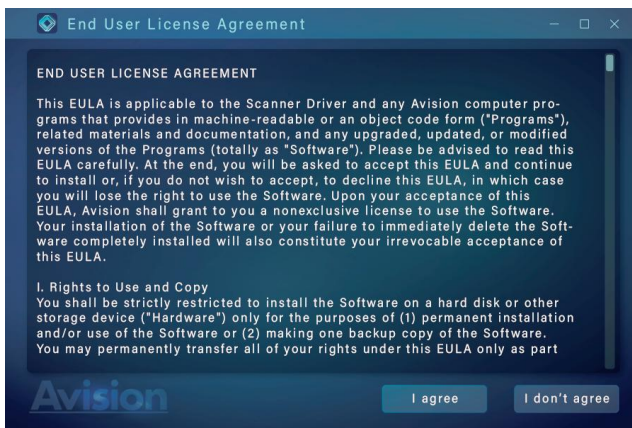 End User License Agreement
END USER LICENSE AGREEMENT
This EULA is applicable to the Scanner Driver and any Avision computer pro-
grams that provides in machine-readable or an object code form ("Programs"),
related materials and documentation, and any upgraded, updated, or modified
versions of the Programs (totally as "Software"). Please be advised to read this
EULA carefully. At the end, you will be asked to accept this EULA and continue
to install or, if you do not wish to accept, to decline this EULA, in which case
you will lose the right to use the Software. Upon your acceptance of this
EULA, Avision shall grant to you a nonexclusive license to use the Software.
Your installation of the Software or your failure to immediately delete the Soft-
ware completely installed will also constitute your irrevocable acceptance of
this EULA.
I. Rights to Use and Copy
You shall be strictly restricted to install the Software on a hard disk or other
storage device ("Hardware") only for the purposes of (1) permanent installation
and/or use of the Software or (2) making one backup copy of the Software.
You may permanently transfer all of your rights under this EULA only as part
Avision
I agree
I don't agree